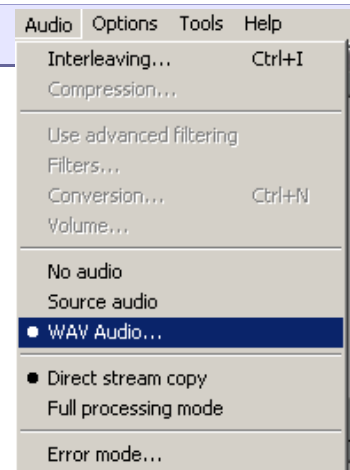 Audio Options Tools Help
Interleaving... Ctrl+I
Compression...
Use advanced filtering
Filters...
Conversion... Ctrl+N
Volume...
No audio
Source audio
WAV Audio...
Direct stream copy
Full processing mode
Error mode...